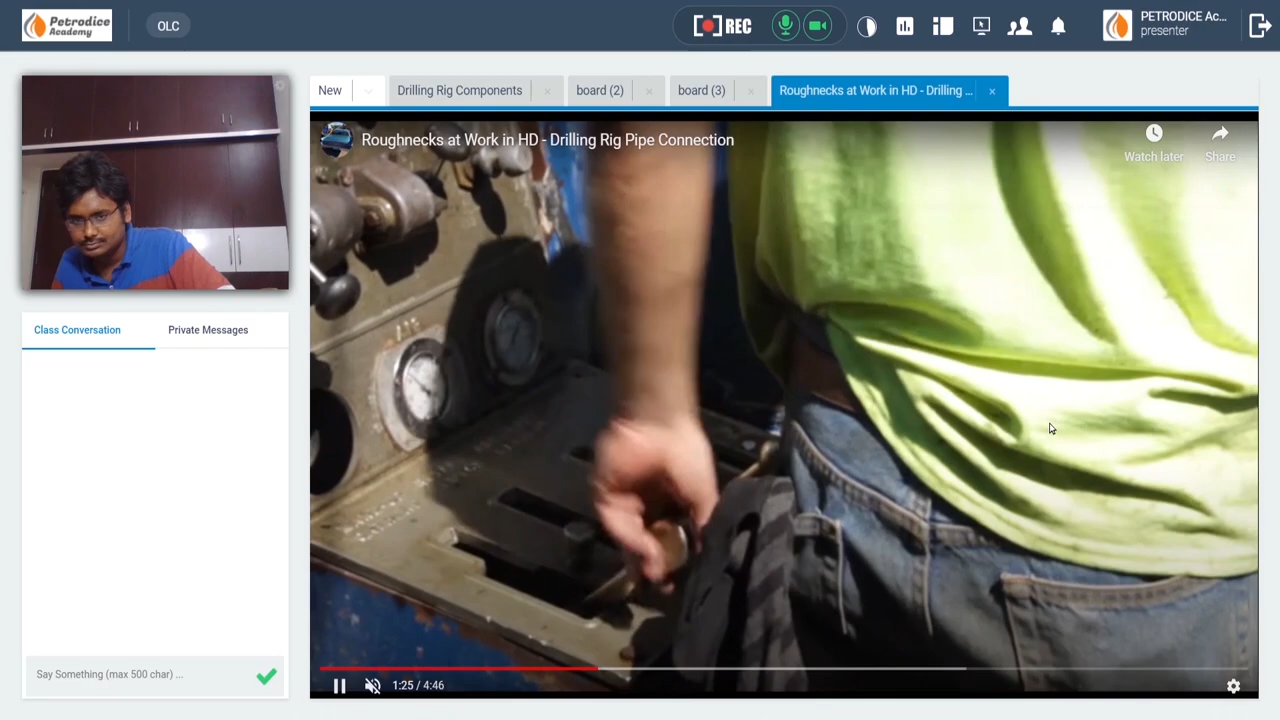 Petrodice
Academy
OLC
REC
PETRODICE Ac...
presenter
New
Drilling Rig Components
board (2)
board (3)
Roughnecks at Work in HD - Drilling ...
Roughnecks at Work in HD - Drilling Rig Pipe Connection
Watch later
Share
Class Conversation
Private Messages
Say Something (max 500 char) ...
1:25 / 4:46